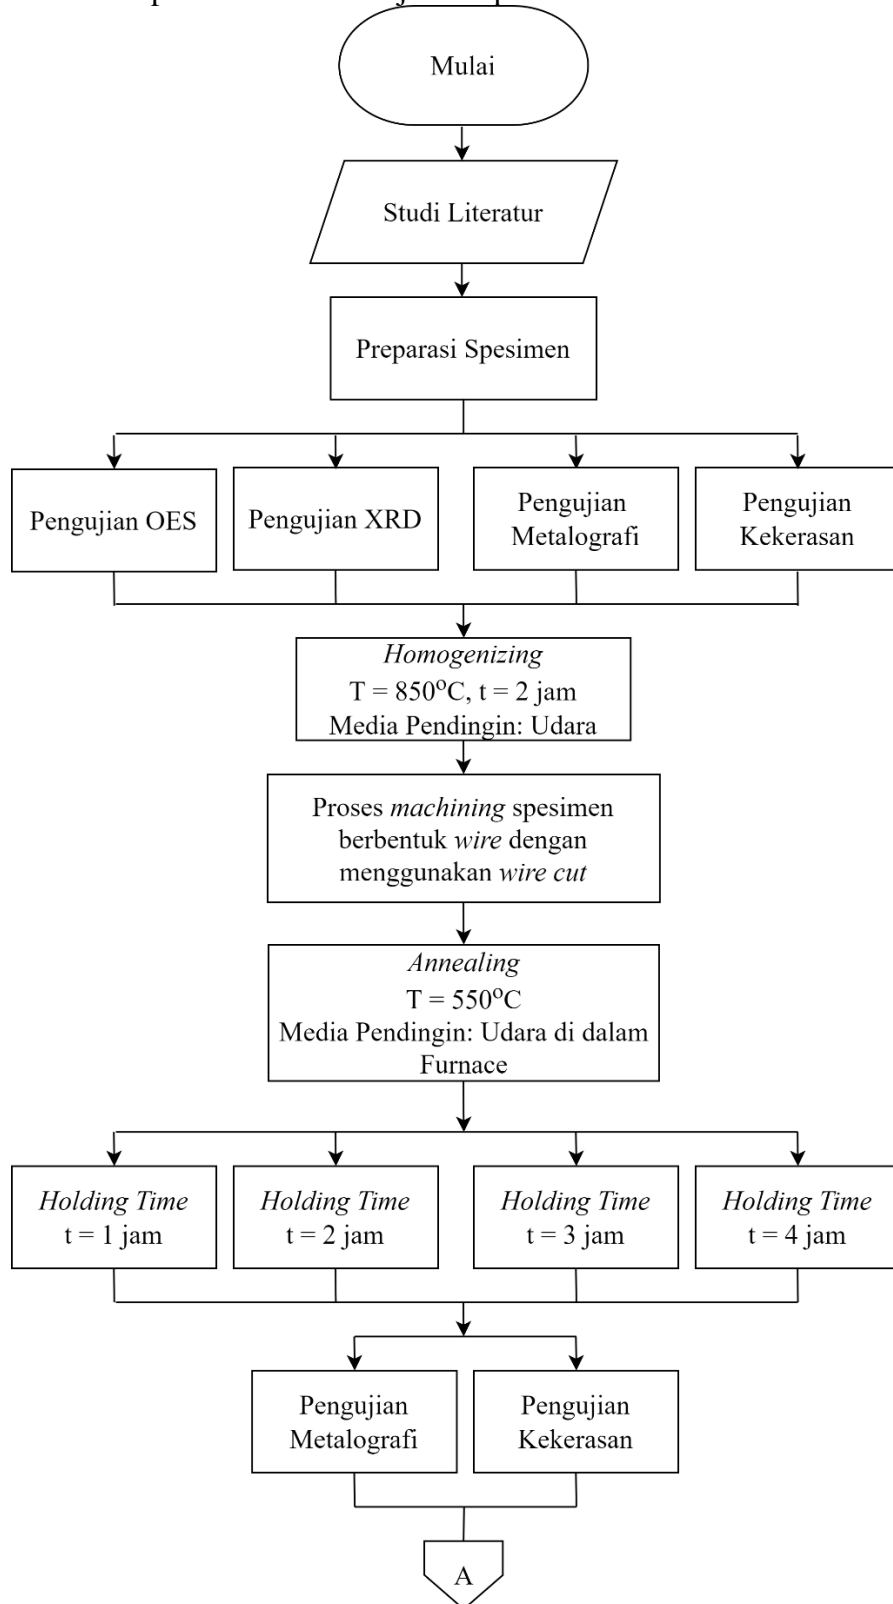 Mulai
Studi Literatur
Preparasi Spesimen
Pengujian OES
Pengujian XRD
Pengujian
Metalografi
Pengujian
Kekerasan
Homogenizing
T = 850°C, t = 2 jam
Media Pendingin: Udara
Proses machining spesimen
berbentuk wire dengan
menggunakan wire cut
Annealing
T = 550°C
Media Pendingin: Udara di dalam
Furnace
Holding Time
t = 1 jam
Holding Time
t = 2 jam
Holding Time
t = 3 jam
Holding Time
t = 4 jam
Pengujian
Metalografi
Pengujian
Kekerasan
A